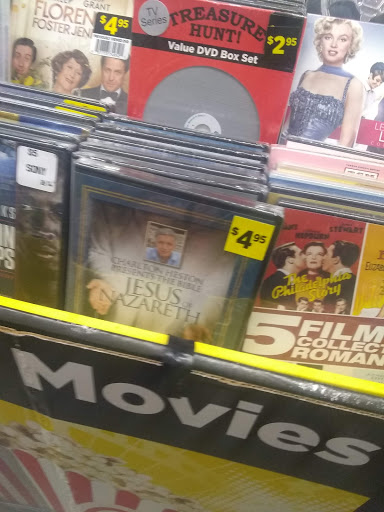 GRANT
FLOREN
FOSTER JEN
$4.95
TV
Series
TREASURE
HUNT!
Value DVD Box Set
$2.95
SONY
CHARLTON HESTON
PRESENTS THE BIBLE
JESUS OF
NAZARETH
$4.95
HEPBURN
STEWART
The
Philadelphia
Story
5 FILM
COLLECT
ROMAN
Movies